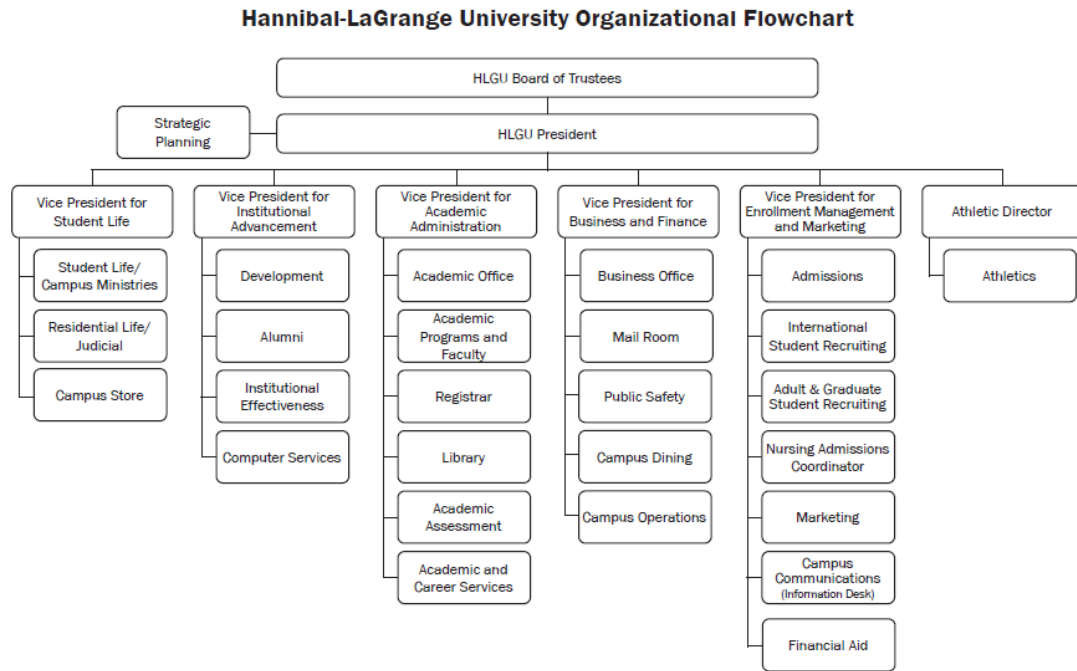 Hannibal-LaGrange University Organizational Flowchart
HLGU Board of Trustees
Strategic
Planning
HLGU President
Vice President for
Student Life
Student Life/
Campus Ministries
Residential Life/
Judicial
Campus Store
Vice President for
Institutional
Advancement
Development
Alumni
Institutional
Effectiveness
Computer Services
Vice President for
Academic
Administration
Academic Office
Academic
Programs and
Faculty
Registrar
Library
Academic
Assessment
Academic and
Career Services
Vice President for
Business and Finance
Business Office
Mail Room
Public Safety
Campus Dining
Campus Operations
Vice President for
Enrollment Management
and Marketing
Admissions
International
Student Recruiting
Adult & Graduate
Student Recruiting
Nursing Admissions
Coordinator
Marketing
Campus
Communications
(Information Desk)
Financial Aid
Athletic Director
Athletics